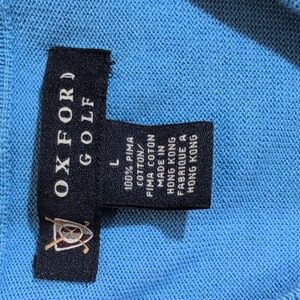 OXFORD
GOLF
L
100% PIMA
COTTON/
PIMA COTON
MADE IN
HONG KONG
FABRIQUE A
HONG KONG